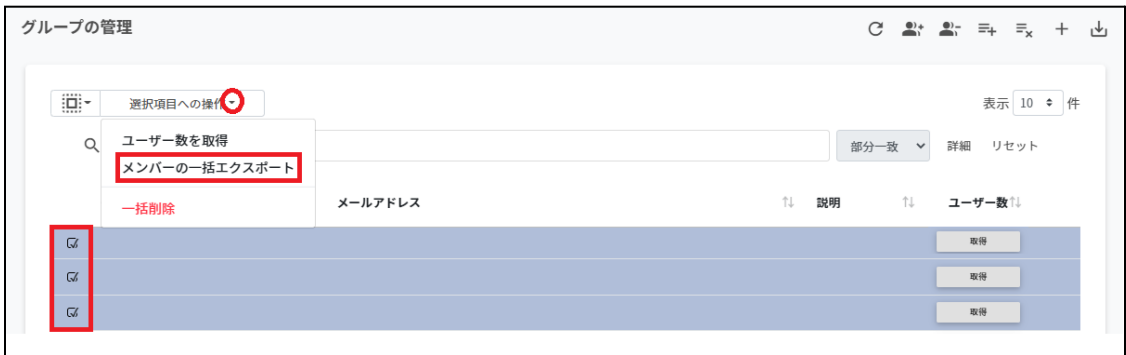 グループの管理
選択項目への操作
表示 10 件
ユーザー数を取得
部分一致 詳細 リセット
メンバーの一括エクスポート
一括削除
メールアドレス 説明 ユーザー数
取得
取得
取得